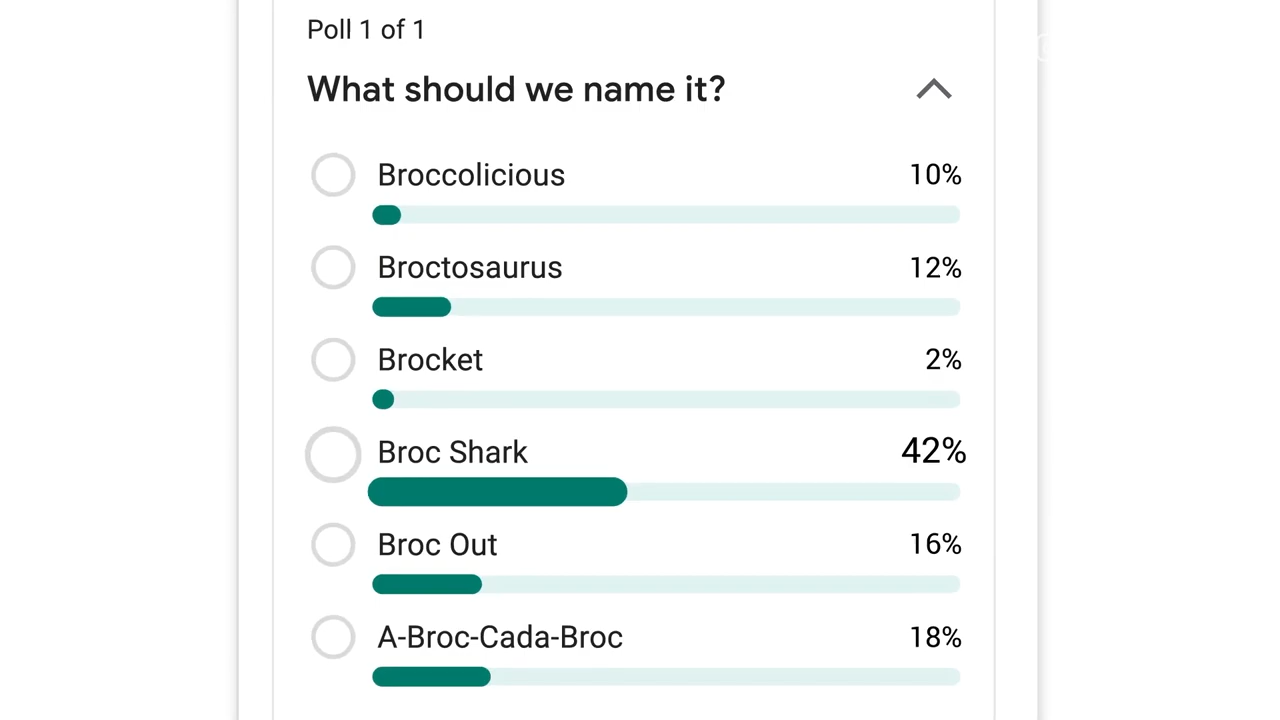 Poll 1 of 1
What should we name it?
Broccolicious 10%
Broctosaurus 12%
Brocket 2%
Broc Shark 42%
Broc Out 16%
A-Broc-Cada-Broc 18%